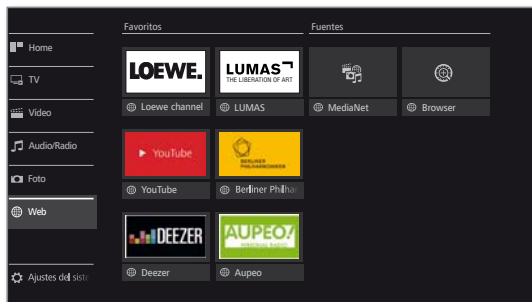 Favoritos
Fuentes
Home
TV
Vídeo
Audio/Radio
Foto
Web
Ajustes del siste
LOEWE.
LUMAS
THE LIBERATION OF ART
Loewe channel
LUMAS
MediaNet
Browser
YouTube
BERLINER
PHILHARMONIKER
YouTube
Berliner Philhar
DEEZER
AUPEO!
PERSONAL RADIO
Deezer
Aupeo